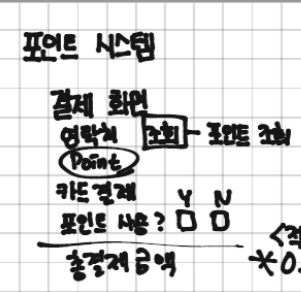 포인트 시스템
결제 화면
연락처 조회 - 포인트 조회
Point
카드결제
Y N
포인트 사용? □ □
총결제금액
*0.